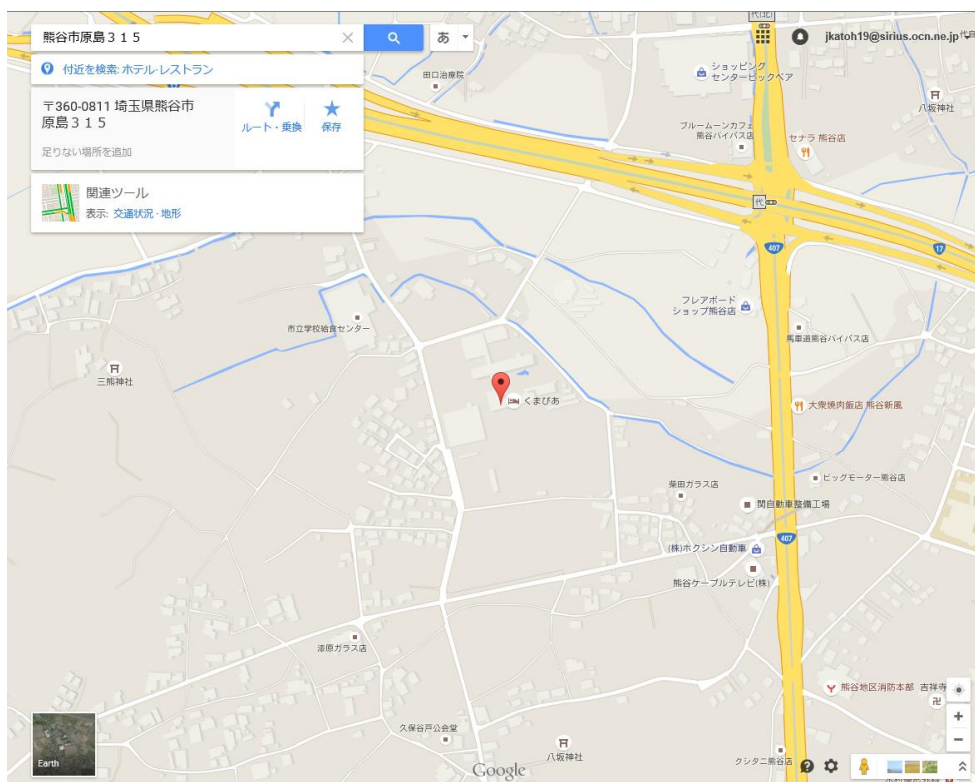 熊谷市原島３１５
あ
jkatoh19@sirius.ocn.ne.jp
付近を検索: ホテル・レストラン
〒360-0811 埼玉県熊谷市
原島３１５
足りない場所を追加
ルート・乗換
保存
関連ツール
表示: 交通状況・地形
代(北)
田口治療院
ショッピング
センタービックベア
八坂神社
ブルームーンカフェ
熊谷バイパス店
セナラ 熊谷店
代
407
17
フレアボード
ショップ熊谷店
馬車道熊谷バイパス店
市立学校給食センター
三熊神社
くまぴあ
大衆焼肉飯店 熊谷新風
ビッグモーター熊谷店
柴田ガラス店
関自動車整備工場
407
(株)ホクシン自動車
熊谷ケーブルテレビ(株)
漆原ガラス店
熊谷地区消防本部
吉祥寺
久保谷戸公会堂
八坂神社
クシタニ熊谷店
Earth
Google